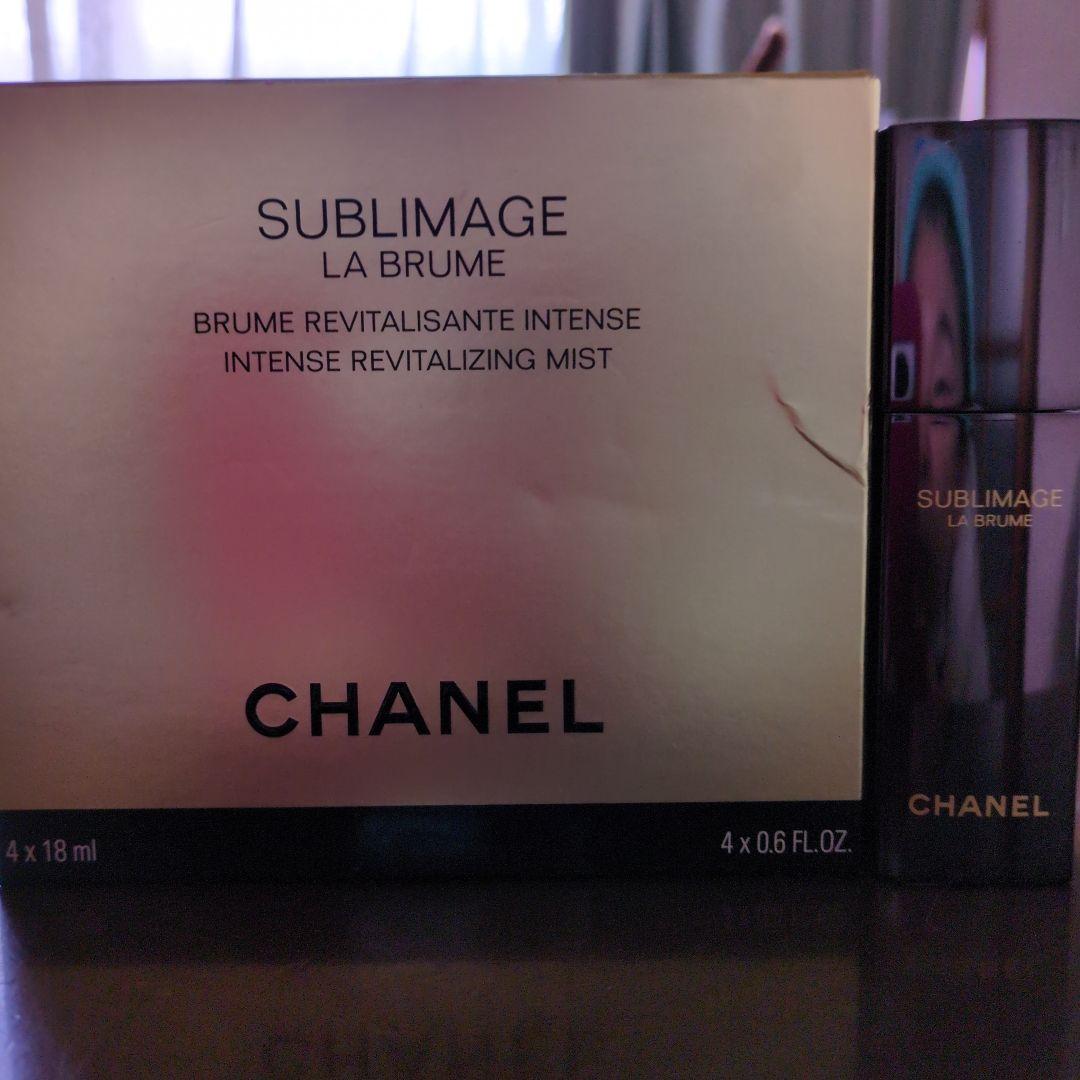 SUBLIMAGE
LA BRUME
BRUME REVITALISANTE INTENSE
INTENSE REVITALIZING MIST
CHANEL
4 x 18 ml
4 x 0.6 FL.OZ.
SUBLIMAGE
LA BRUME
CHANEL